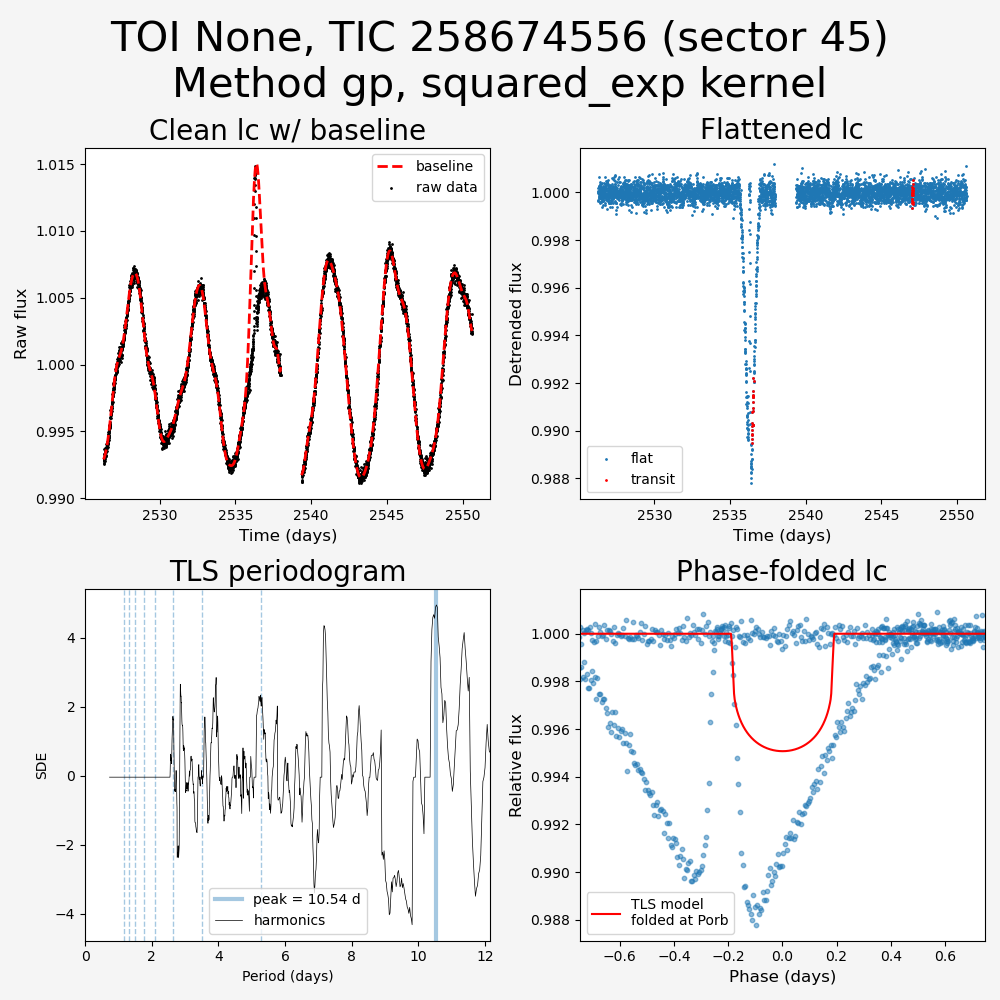 TOI None, TIC 258674556 (sector 45)
Method gp, squared_exp kernel
Clean lc w/ baseline
baseline
raw data
1.015
1.010
1.005
1.000
0.995
0.990
Raw flux
2530
2535
2540
2545
2550
Time (days)
Flattened lc
1.000
0.998
0.996
0.994
0.992
0.990
0.988
Detrended flux
flat
transit
2530
2535
2540
2545
2550
Time (days)
TLS periodogram
4
2
0
−2
−4
SDE
peak = 10.54 d
harmonics
0
2
4
6
8
10
12
Period (days)
Phase-folded lc
1.000
0.998
0.996
0.994
0.992
0.990
0.988
Relative flux
TLS model
folded at Porb
−0.6
−0.4
−0.2
0.0
0.2
0.4
0.6
Phase (days)